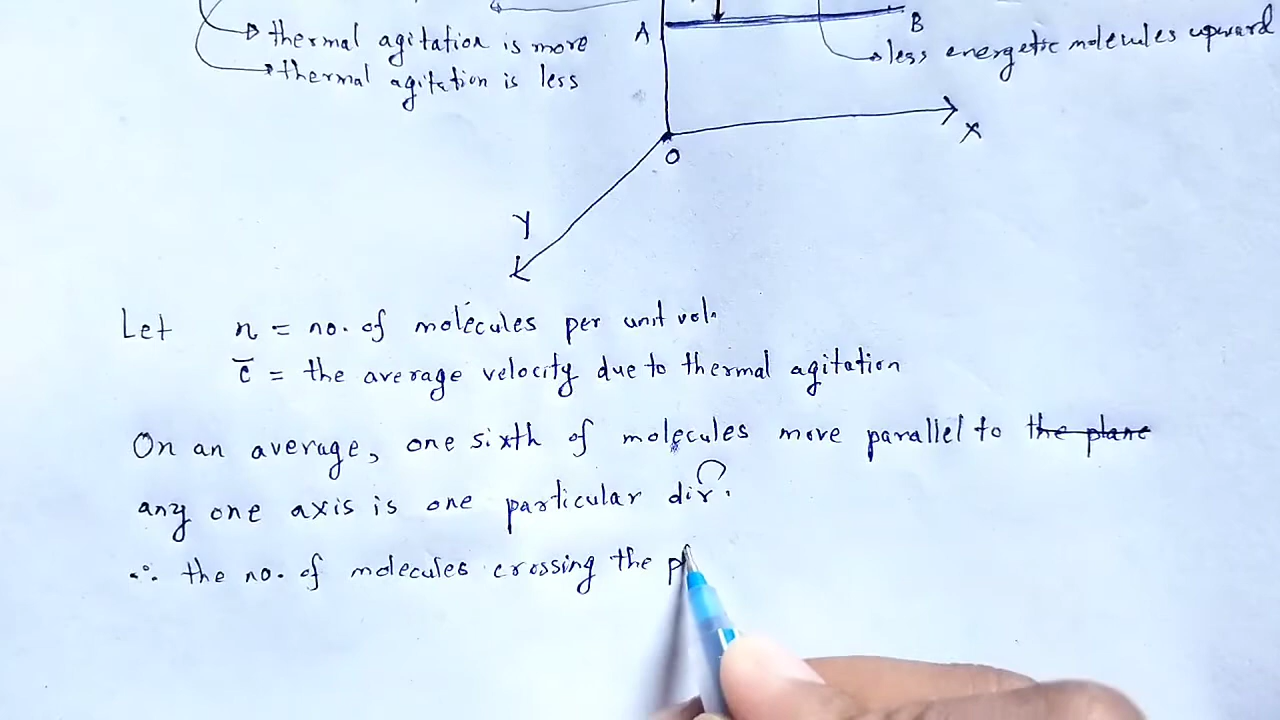 thermal agitation is more
thermal agitation is less
A
B
less energetic molecules upward
X
O
Y
Let n = no. of molecules per unit vol.
c̄ = the average velocity due to thermal agitation
On an average, one sixth of molecules move parallel to the plane
any one axis is one particular dir.
∴ the no. of molecules crossing the p